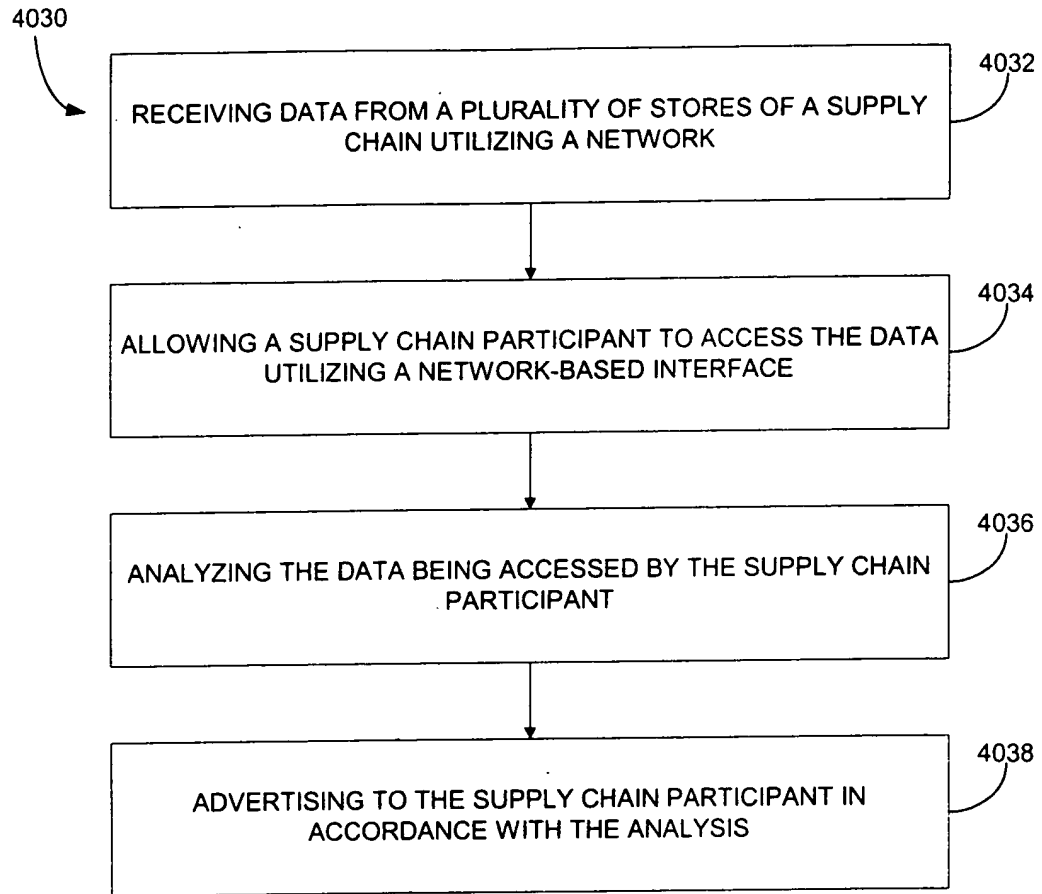 4030
4032
RECEIVING DATA FROM A PLURALITY OF STORES OF A SUPPLY
CHAIN UTILIZING A NETWORK
4034
ALLOWING A SUPPLY CHAIN PARTICIPANT TO ACCESS THE DATA
UTILIZING A NETWORK-BASED INTERFACE
4036
ANALYZING THE DATA BEING ACCESSED BY THE SUPPLY CHAIN
PARTICIPANT
4038
ADVERTISING TO THE SUPPLY CHAIN PARTICIPANT IN
ACCORDANCE WITH THE ANALYSIS